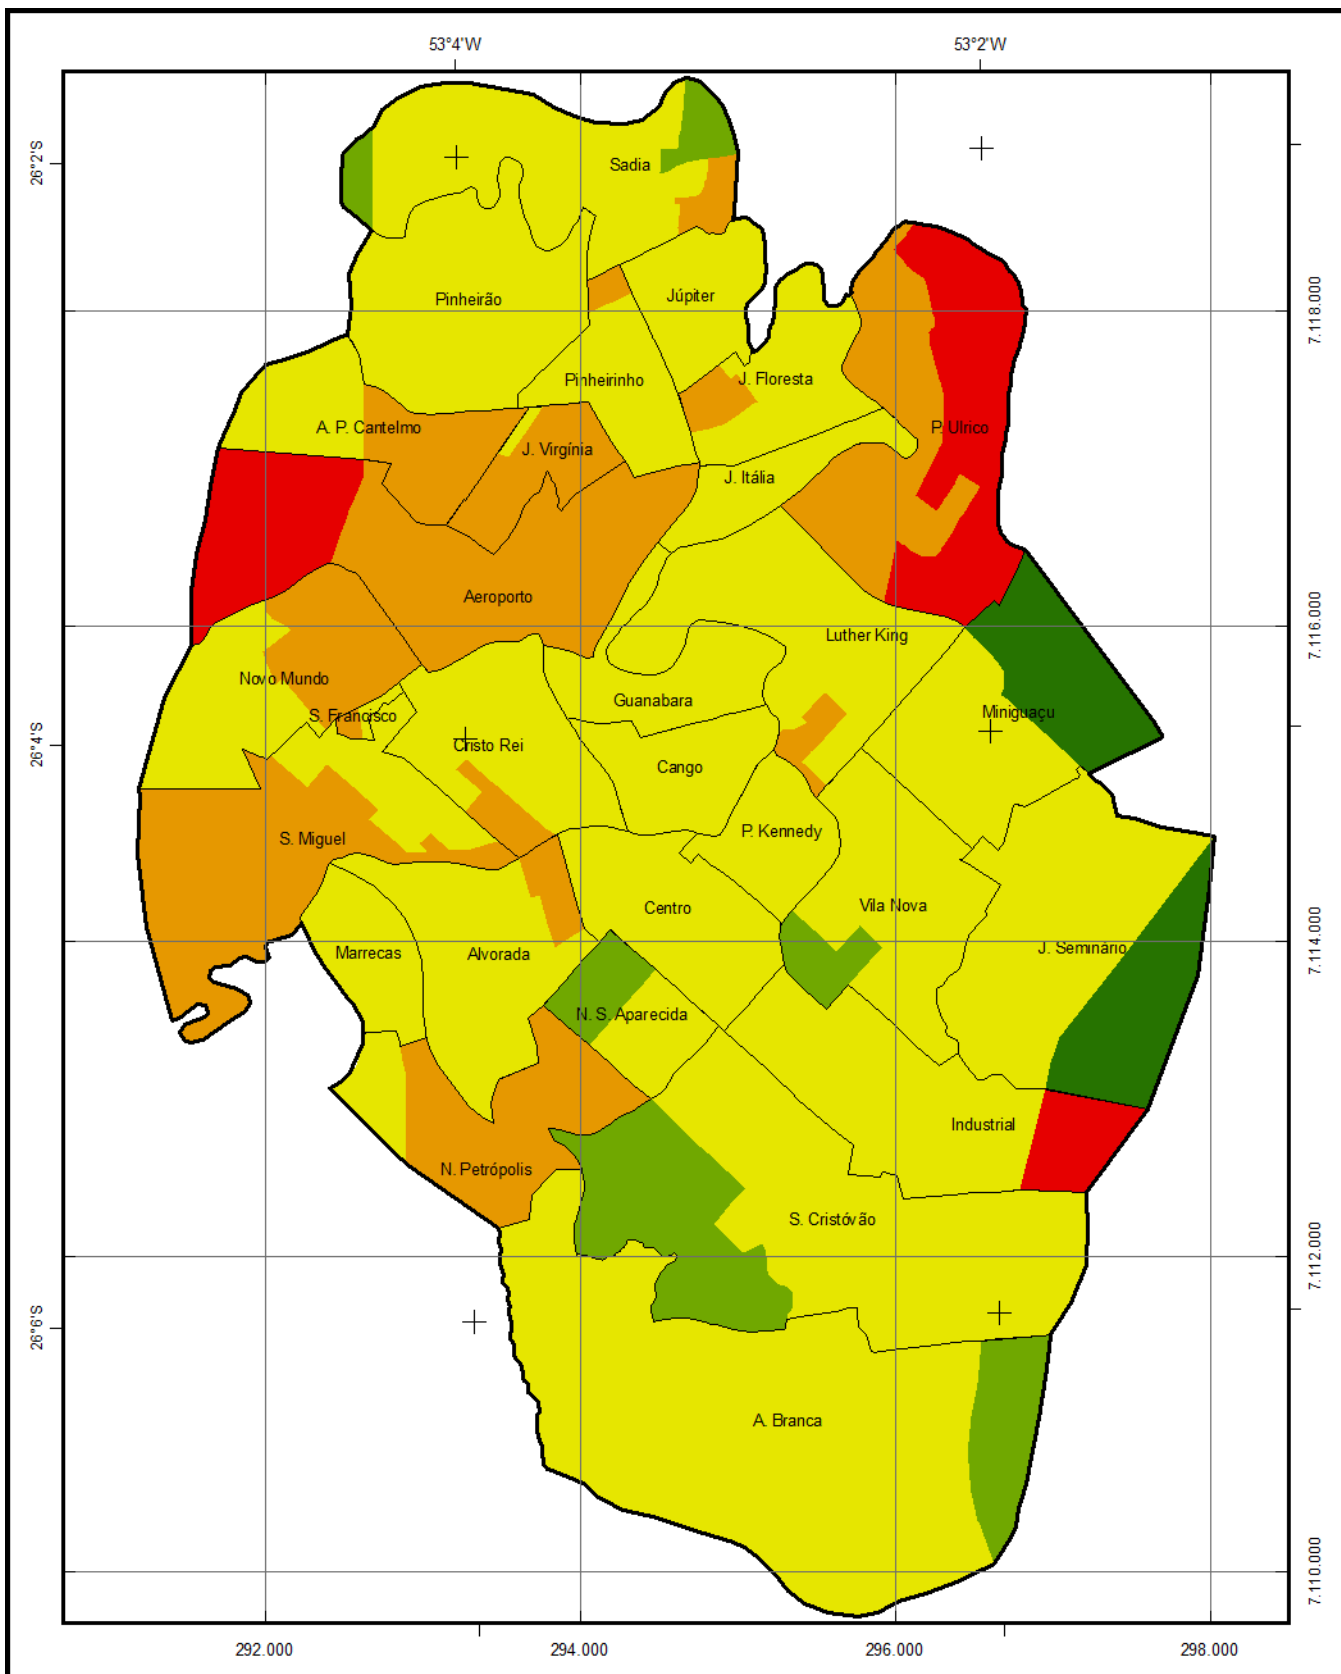 53°4'W
53°2'W
26°2'S
Sadia
Pinheirão
Júpiter
7.118.000
Pinheirinho
J. Floresta
A. P. Cantelmo
P. Ulrico
J. Virgínia
J. Itália
Aeroporto
Luther King
7.116.000
Novo Mundo
Guanabara
S. Francisco
Miniguaçu
26°4'S
Cristo Rei
Cango
S. Miguel
P. Kennedy
Centro
Vila Nova
Marrecas
Alvorada
J. Seminário
7.114.000
N. S. Aparecida
Industrial
N. Petrópolis
S. Cristóvão
7.112.000
26°6'S
A. Branca
7.110.000
292.000
294.000
296.000
298.000